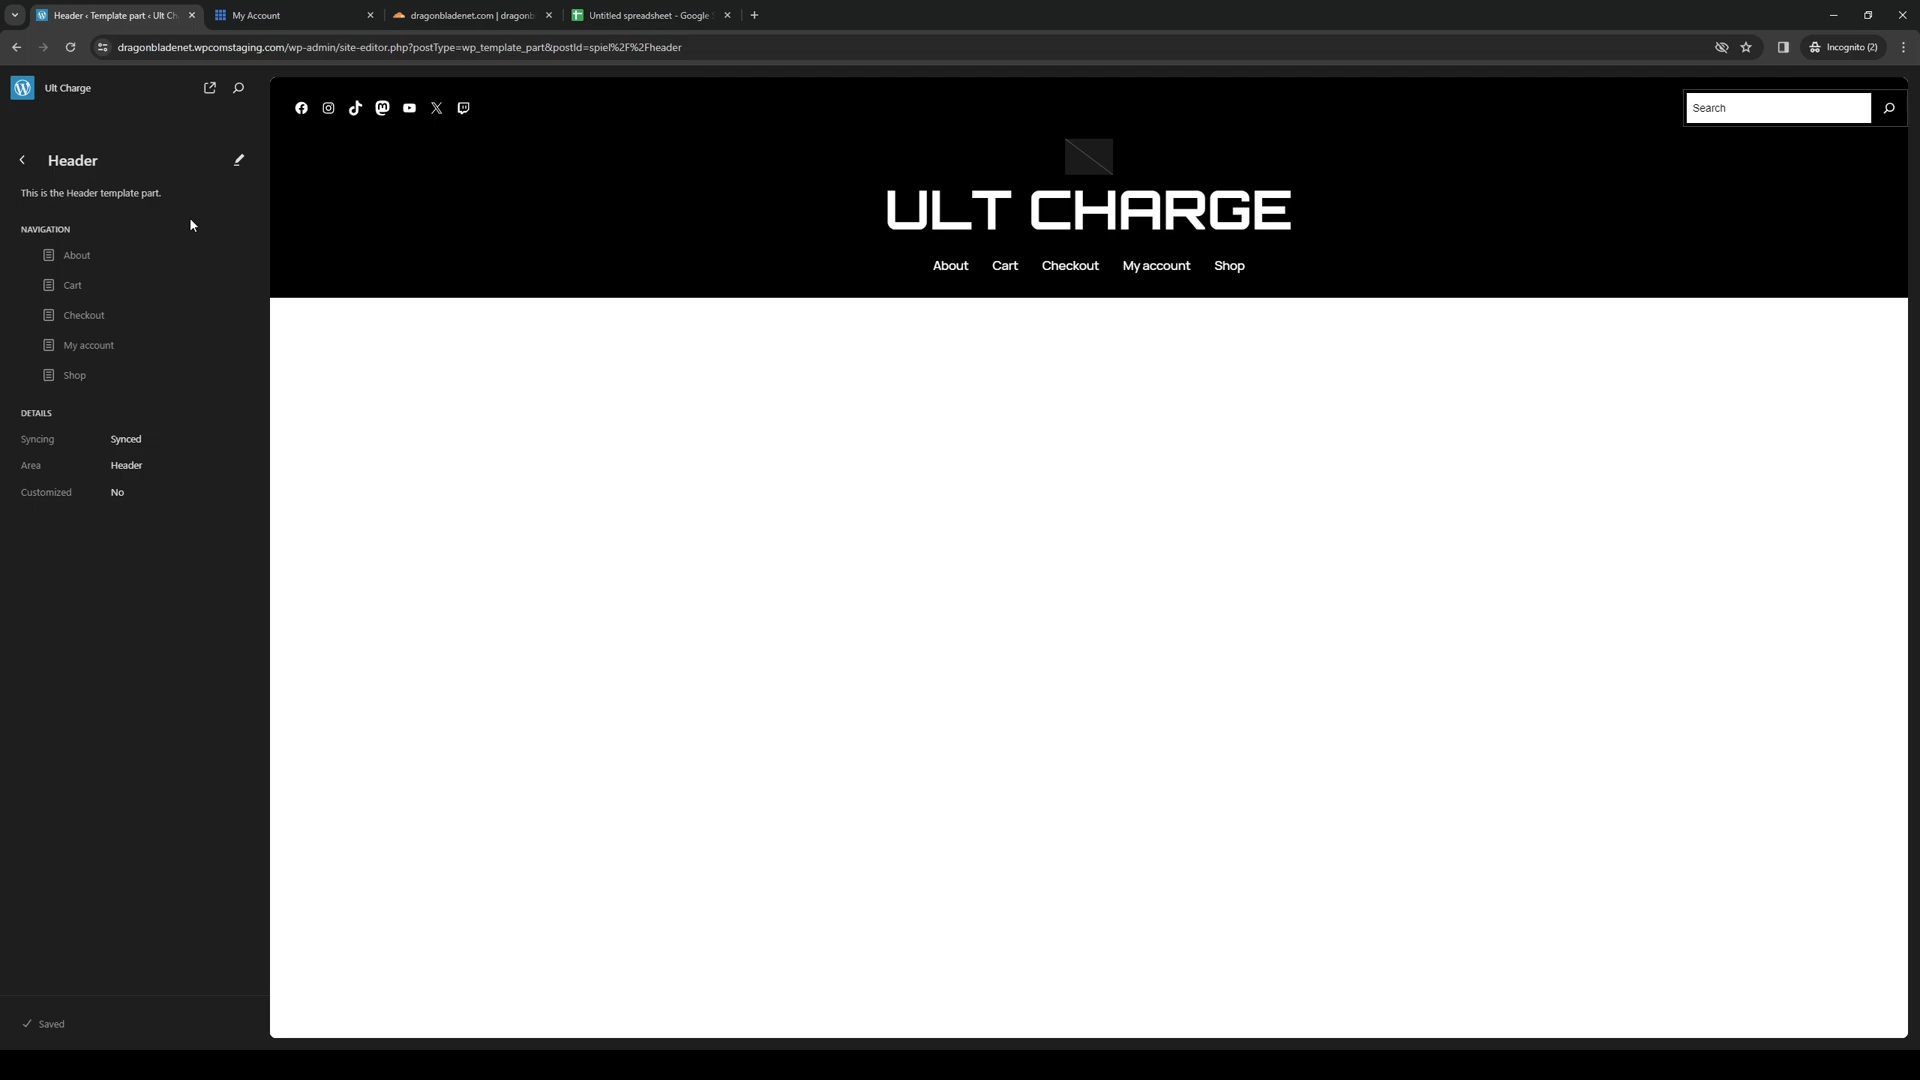 Header ‹ Template part ‹ Ult Ch
My Account
dragonbladenet.com | dragonb
Untitled spreadsheet - Google S
dragonbladenet.wpcomstaging.com/wp-admin/site-editor.php?postType=wp_template_part&postId=spiel%2F%2Fheader
Incognito (2)
Ult Charge
Search
Header
This is the Header template part.
ULT CHARGE
NAVIGATION
About
Cart
Checkout
My account
Shop
About Cart Checkout My account Shop
DETAILS
Syncing Synced
Area Header
Customized No
Saved